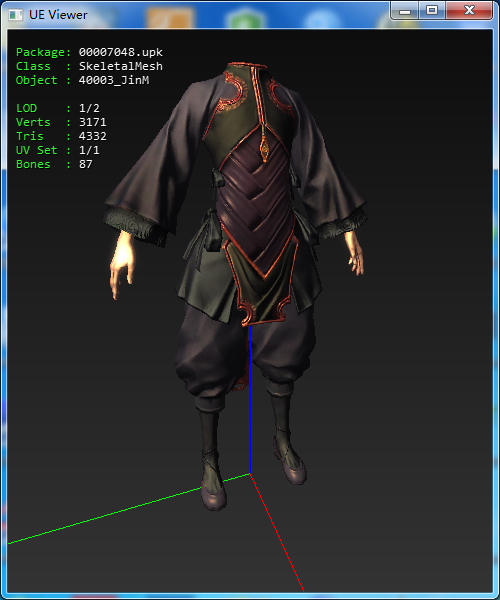 UE Viewer
Package: 00007048.upk
Class : SkeletalMesh
Object : 40003_JinM
LOD : 1/2
Verts : 3171
Tris : 4332
UV Set : 1/1
Bones : 87